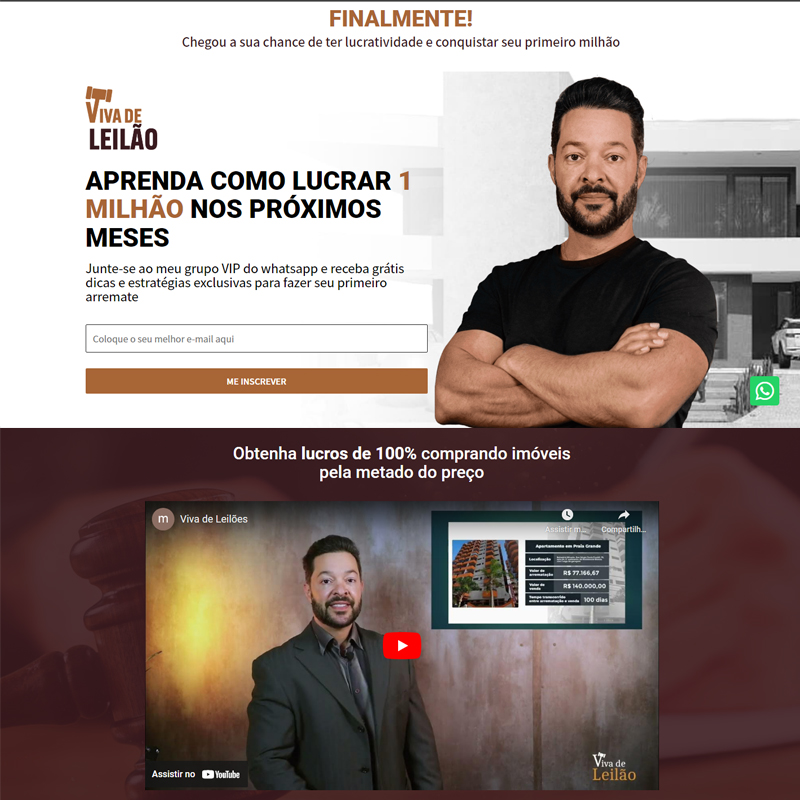 FINALMENTE!
Chegou a sua chance de ter lucratividade e conquistar seu primeiro milhão
VIVA DE
LEILÃO
APRENDA COMO LUCRAR 1
MILHÃO NOS PRÓXIMOS
MESES
Junte-se ao meu grupo VIP do whatsapp e receba grátis
dicas e estratégias exclusivas para fazer seu primeiro
arremate
Coloque o seu melhor e-mail aqui
ME INSCREVER
Obtenha lucros de 100% comprando imóveis
pela metado do preço
m Viva de Leilões
Assistir m... Compartilh...
Apartamento em Praia Grande
Localização
Valor de
arrematação R$ 77.166,67
Valor de
venda R$ 140.000,00
Tempo transcorrido
entre arrematação e venda 100 dias
Assistir no YouTube
Viva de
Leilão